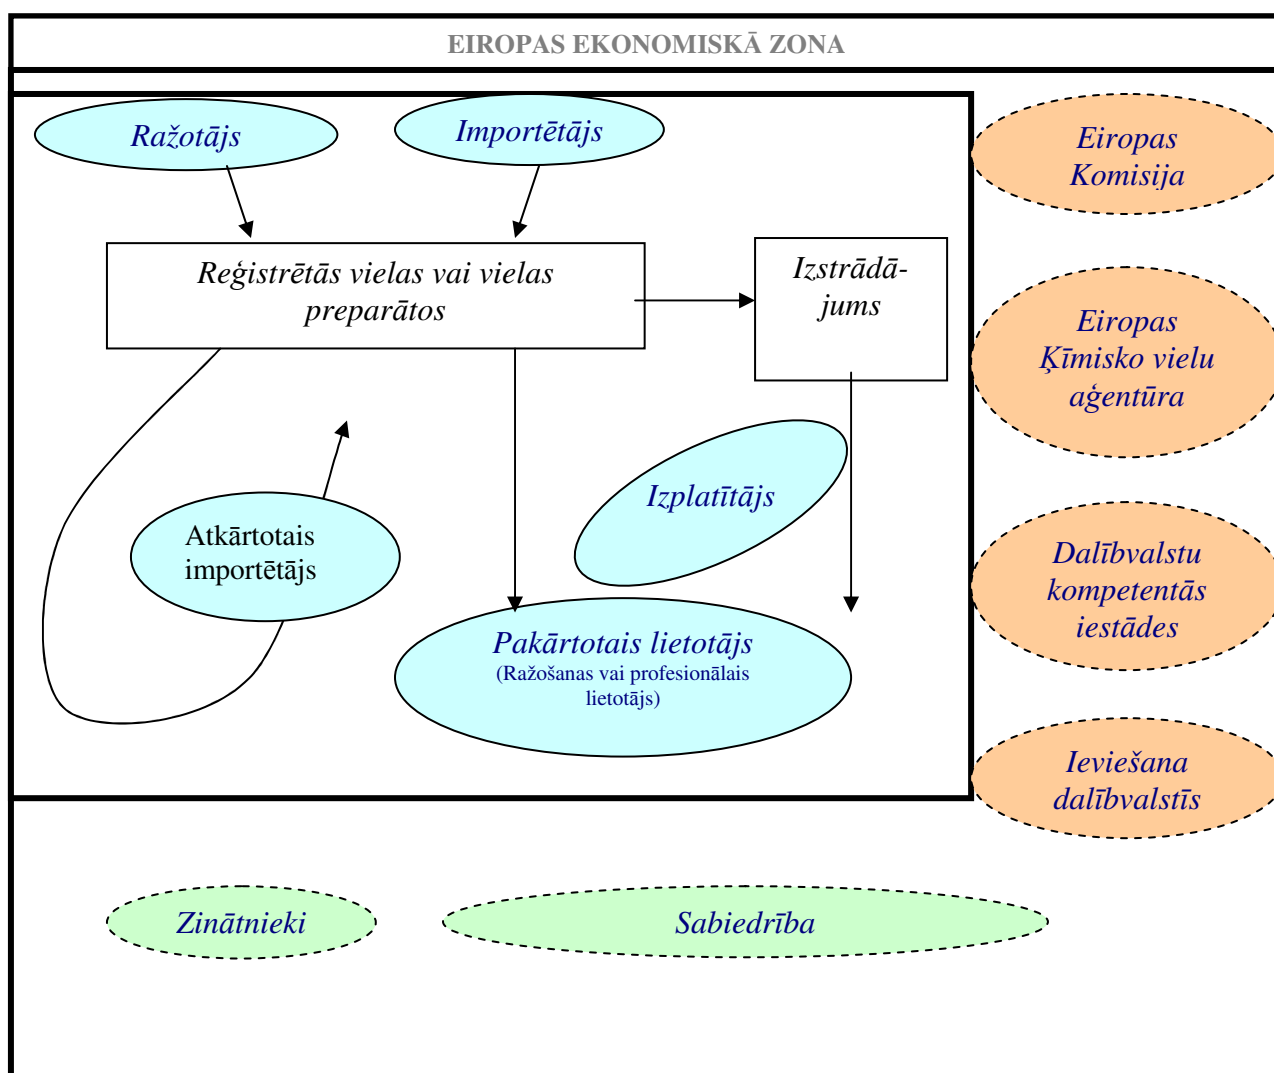 EIROPAS EKONOMISKĀ ZONA
Ražotājs
Importētājs
Eiropas
Komisija
Reģistrētās vielas vai vielas
preparātos
Izstrādā-
jums
Eiropas
Ķīmisko vielu
aģentūra
Izplatītājs
Atkārtotais
importētājs
Dalībvalstu
kompetentās
iestādes
Pakārtotais lietotājs
(Ražošanas vai profesionālais
lietotājs)
Ieviešana
dalībvalstīs
Zinātnieki
Sabiedrība